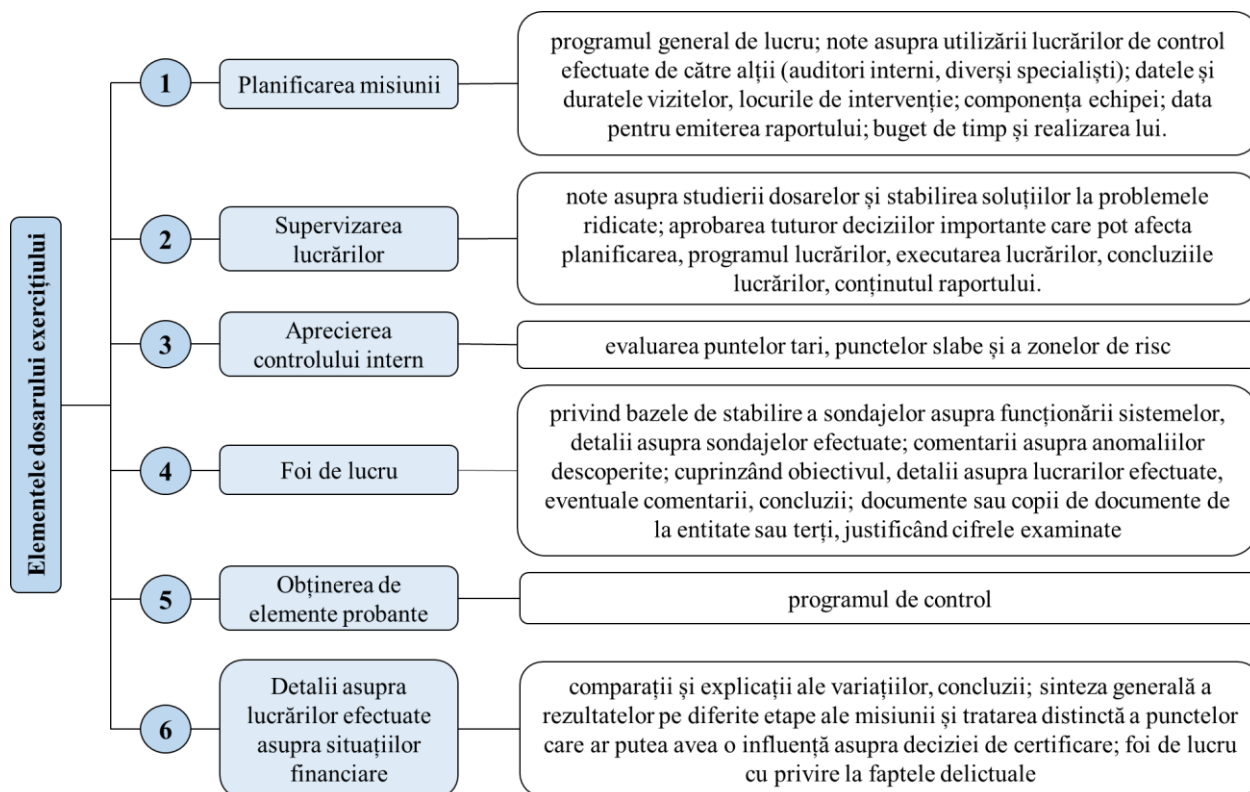 Elementele dosarului exercițiului
1
Planificarea misiunii
programul general de lucru; note asupra utilizării lucrărilor de control
efectuate de către alții (auditori interni, diverși specialiști); datele și
duratele vizitelor, locurile de intervenție; componența echipei; data
pentru emiterea raportului; buget de timp și realizarea lui.
2
Supervizarea
lucrărilor
note asupra studierii dosarelor și stabilirea soluțiilor la problemele
ridicate; aprobarea tuturor deciziilor importante care pot afecta
planificarea, programul lucrărilor, executarea lucrărilor, concluziile
lucrărilor, conținutul raportului.
3
Aprecierea
controlului intern
evaluarea puntelor tari, punctelor slabe și a zonelor de risc
4
Foi de lucru
privind bazele de stabilire a sondajelor asupra funcționării sistemelor,
detalii asupra sondajelor efectuate; comentarii asupra anomaliilor
descoperite; cuprinzând obiectivul, detalii asupra lucrarilor efectuate,
eventuale comentarii, concluzii; documente sau copii de documente de
la entitate sau terți, justificând cifrele examinate
5
Obținerea de
elemente probante
programul de control
6
Detalii asupra
lucrărilor efectuate
asupra situațiilor
financiare
comparații și explicații ale variațiilor, concluzii; sinteza generală a
rezultatelor pe diferite etape ale misiunii și tratarea distinctă a punctelor
care ar putea avea o influență asupra deciziei de certificare; foi de lucru
cu privire la faptele delictuale